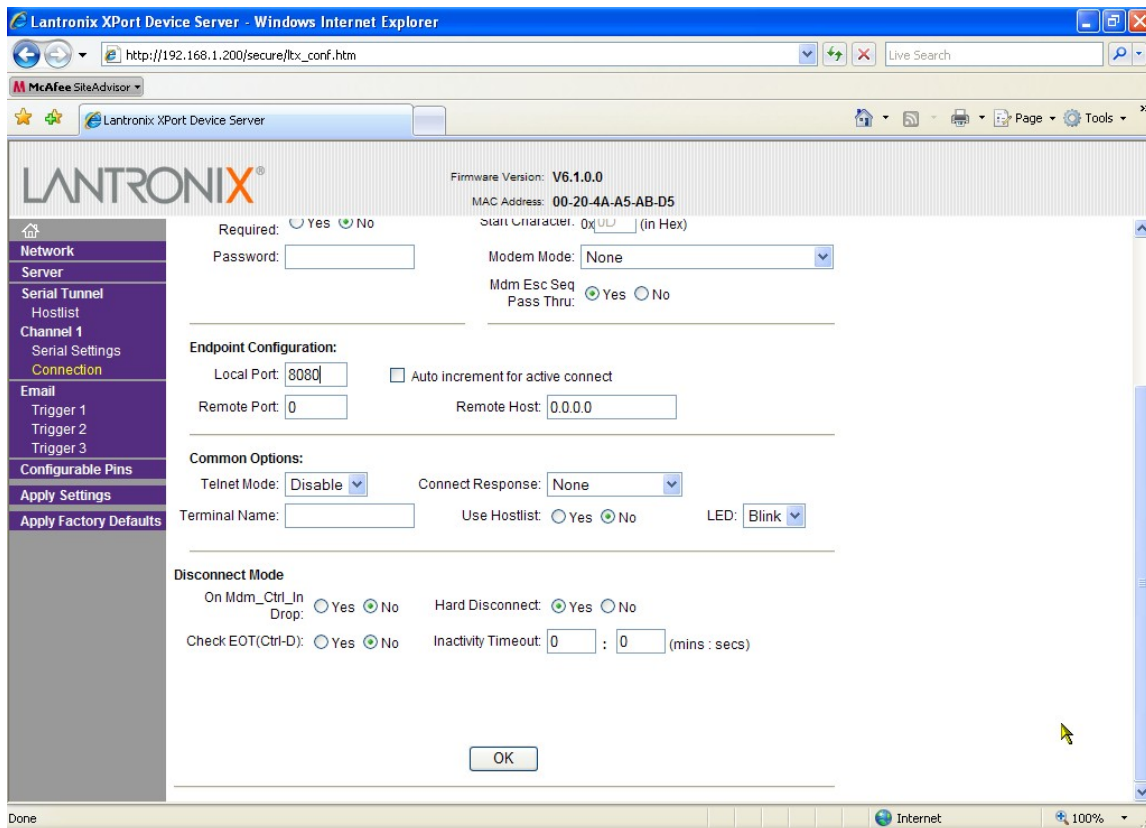 Lantronix XPort Device Server - Windows Internet Explorer
http://192.168.1.200/secure/ltx_conf.htm
Live Search
McAfee SiteAdvisor
Lantronix XPort Device Server
Page
Tools
LANTRONIX®
Firmware Version: V6.1.0.0
MAC Address: 00-20-4A-A5-AB-D5
Network
Server
Serial Tunnel
Hostlist
Channel 1
Serial Settings
Connection
Email
Trigger 1
Trigger 2
Trigger 3
Configurable Pins
Apply Settings
Apply Factory Defaults
Required: Yes No
Start Character: 0x 0D (in Hex)
Password:
Modem Mode: None
Mdm Esc Seq
Pass Thru: Yes No
Endpoint Configuration:
Local Port: 8080
Auto increment for active connect
Remote Port: 0
Remote Host: 0.0.0.0
Common Options:
Telnet Mode: Disable
Connect Response: None
Terminal Name:
Use Hostlist: Yes No
LED: Blink
Disconnect Mode
On Mdm_Ctrl_In
Drop: Yes No
Hard Disconnect: Yes No
Check EOT(Ctrl-D): Yes No
Inactivity Timeout: 0 : 0 (mins : secs)
OK
Done
Internet
100%